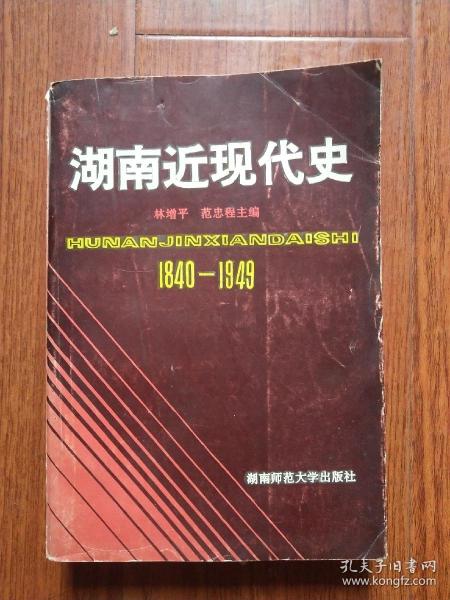 湖南近现代史
林增平 范忠程主编
HUNANJINXIANDAISHI
1840—1949
湖南师范大学出版社
孔夫子旧书网
www.kongfz.com